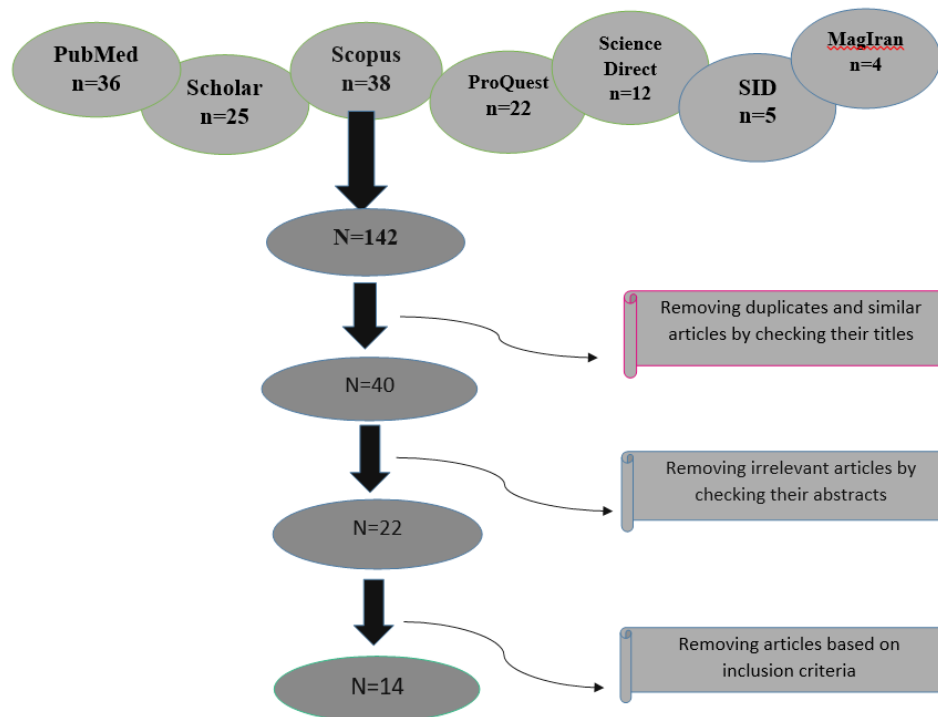 PubMed
n=36
Scholar
n=25
Scopus
n=38
ProQuest
n=22
Science
Direct
n=12
SID
n=5
MagIran
n=4
N=142
Removing duplicates and similar
articles by checking their titles
N=40
Removing irrelevant articles by
checking their abstracts
N=22
Removing articles based on
inclusion criteria
N=14